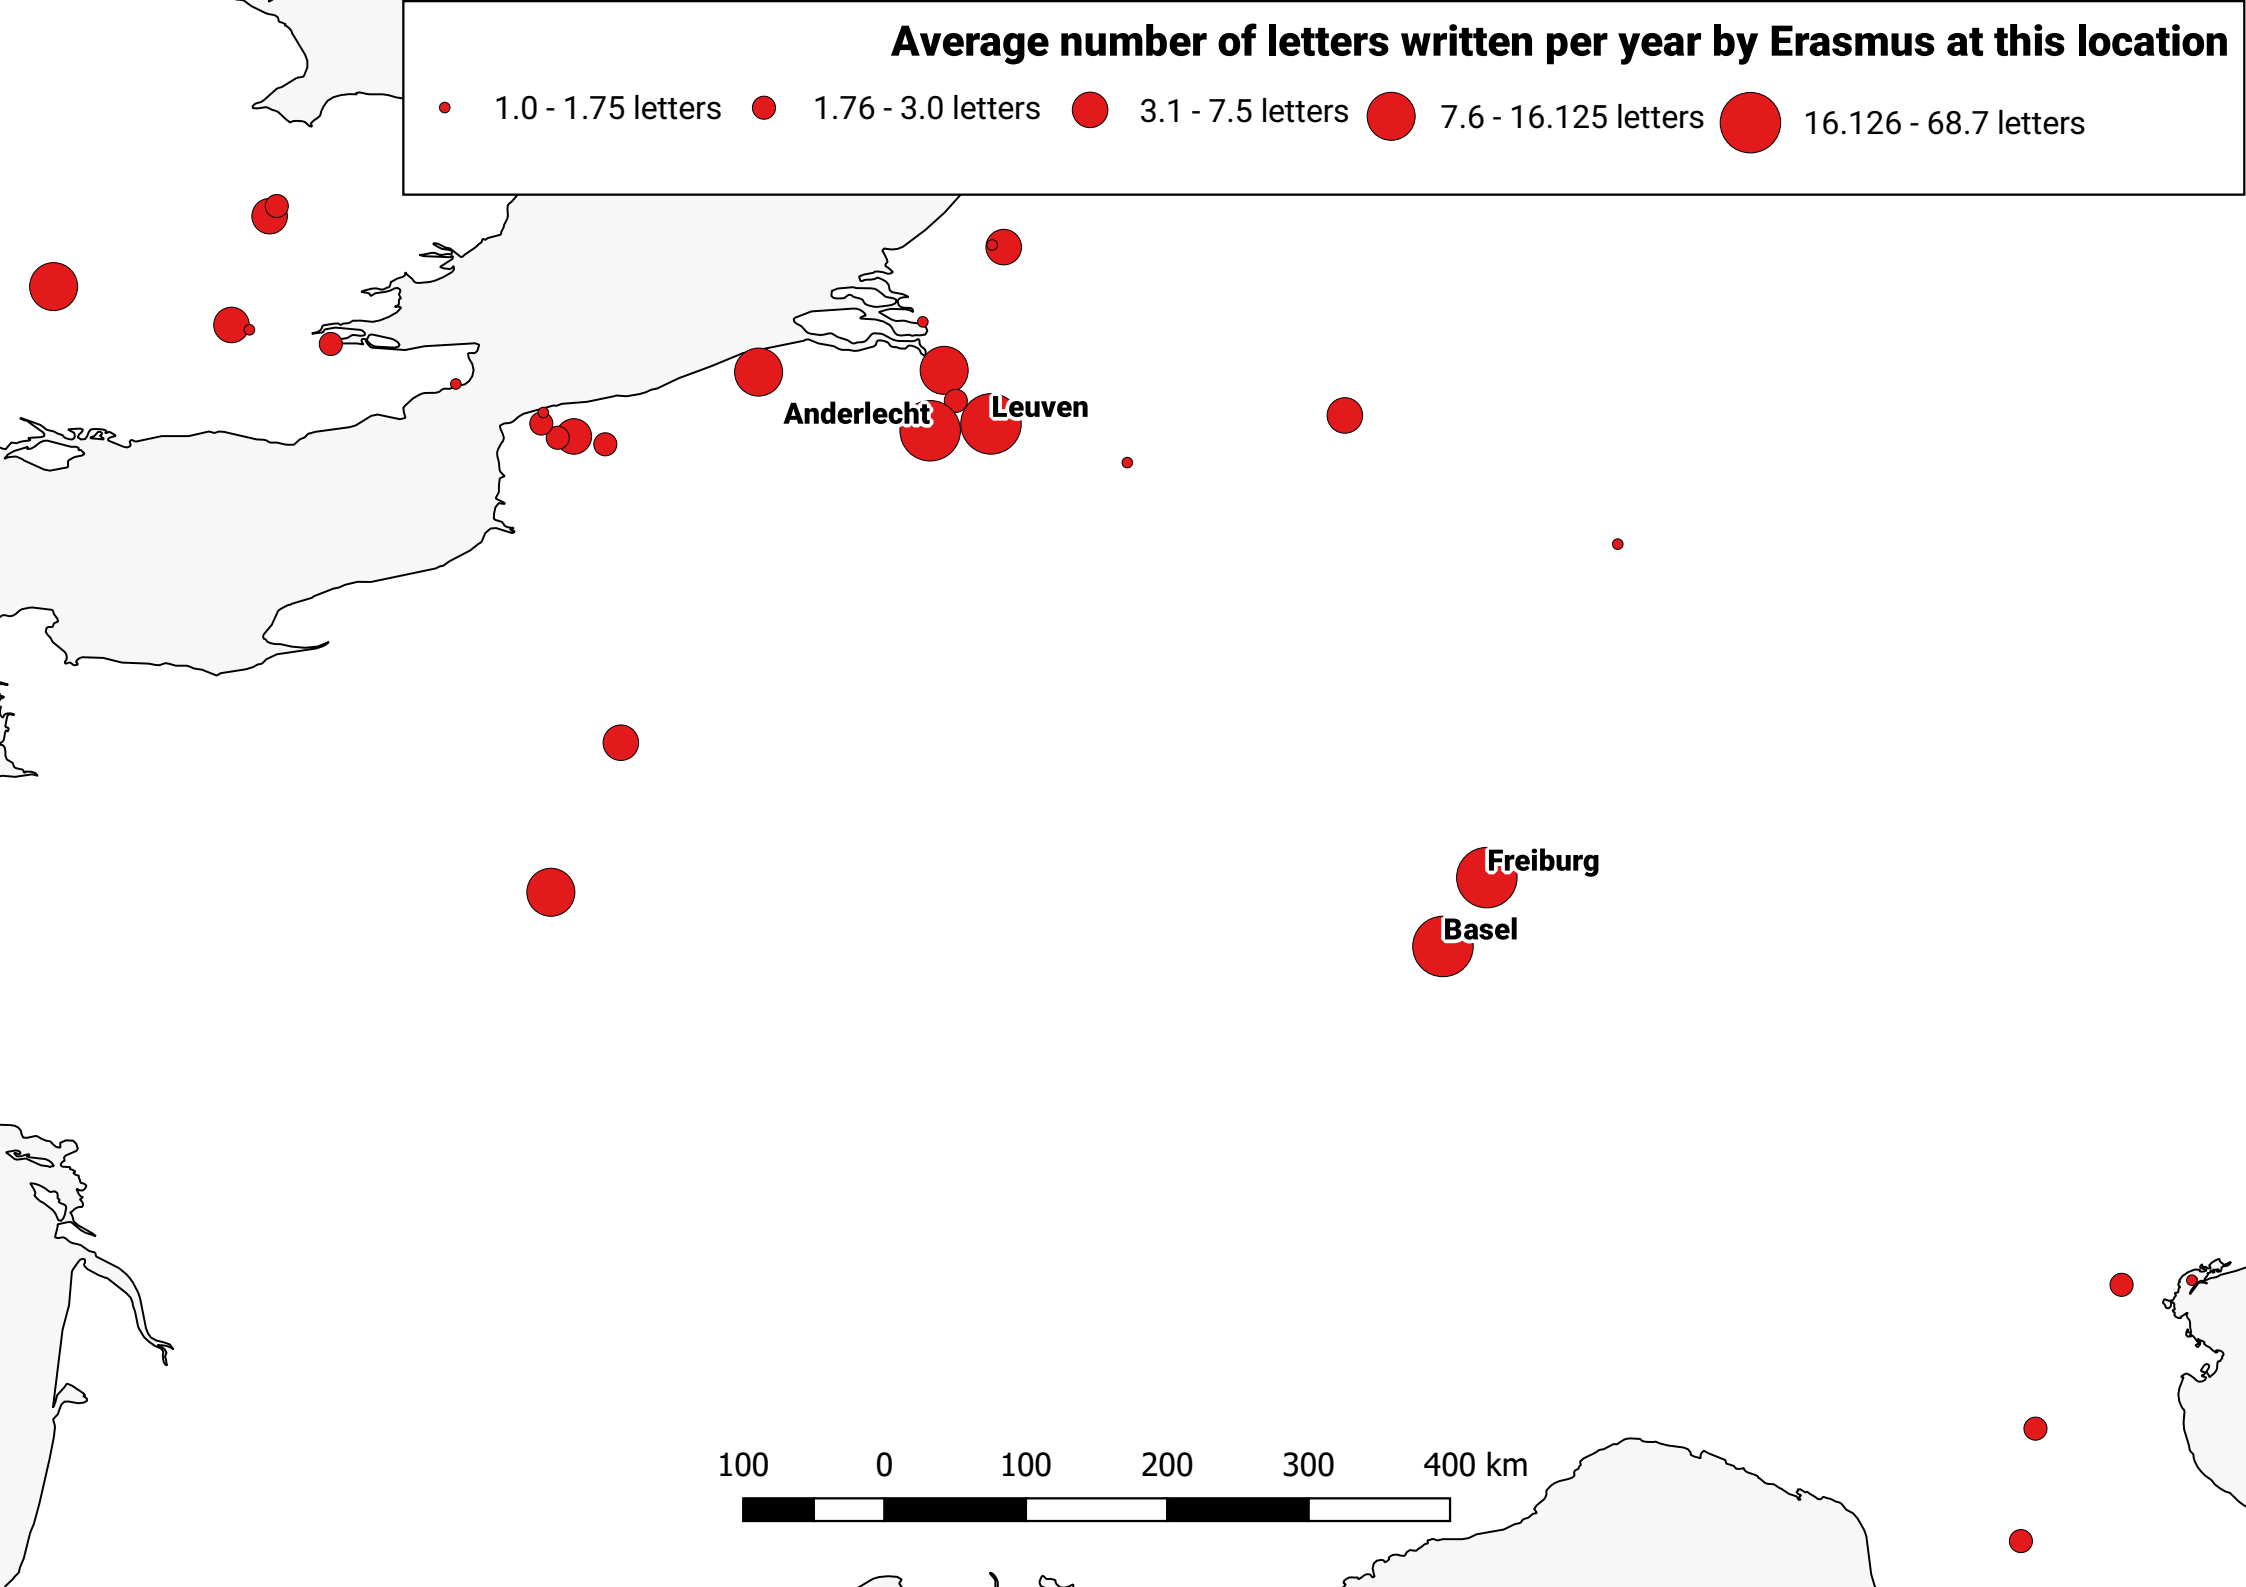 Average number of letters written per year by Erasmus at this location
1.0 - 1.75 letters 1.76 - 3.0 letters 3.1 - 7.5 letters 7.6 - 16.125 letters 16.126 - 68.7 letters
Anderlecht Leuven
Freiburg
Basel
100 0 100 200 300 400 km